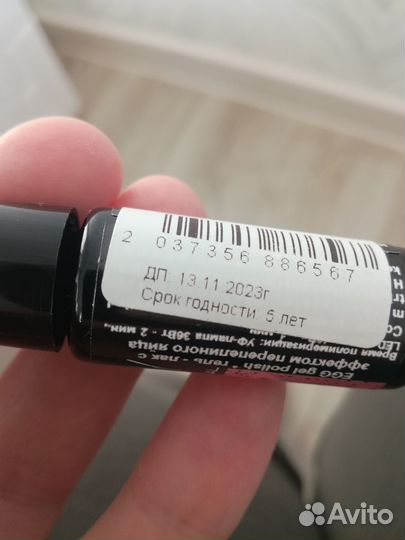 2 037356 886567
ДП: 13.11.2023г
Срок годности: 5 лет
EGG gel polish * гель - лак с
эффектом перепелиного яйца
Время полимеризации: УФ-лампа 36Вт 2 мин.,
LED
Avito